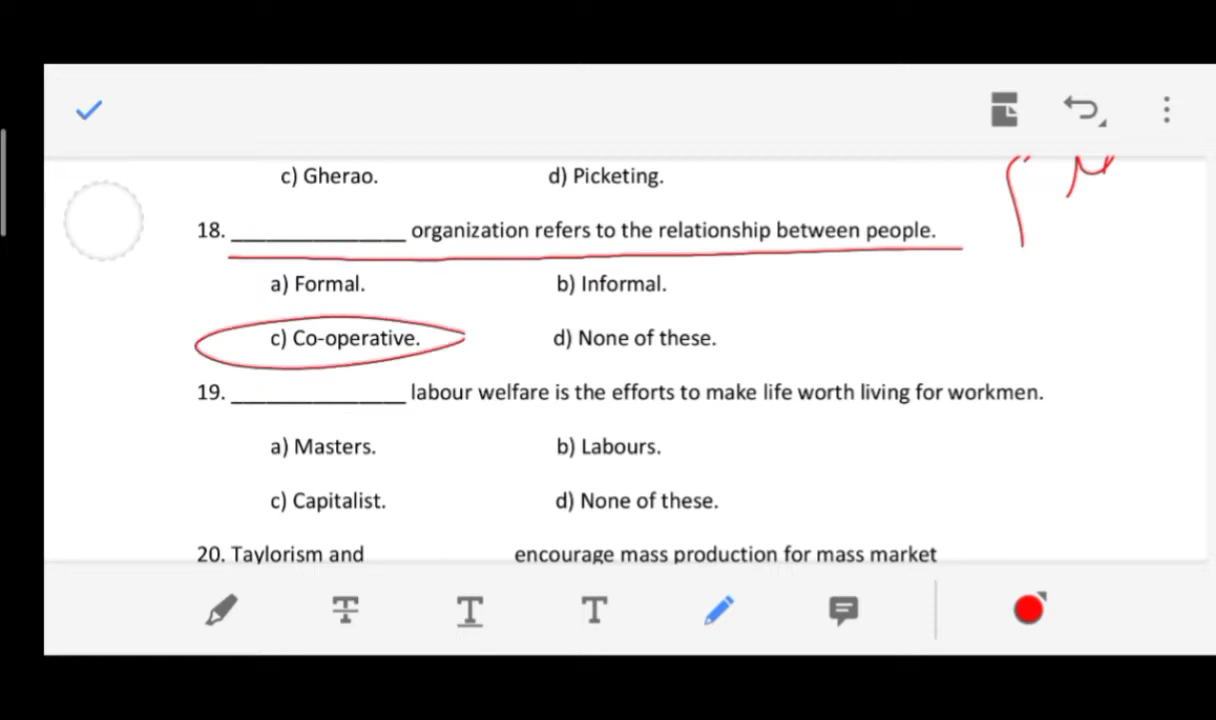 c) Gherao. d) Picketing.
18. _______________ organization refers to the relationship between people.
a) Formal. b) Informal.
c) Co-operative. d) None of these.
19. _______________ labour welfare is the efforts to make life worth living for workmen.
a) Masters. b) Labours.
c) Capitalist. d) None of these.
20. Taylorism and _______________ encourage mass production for mass market